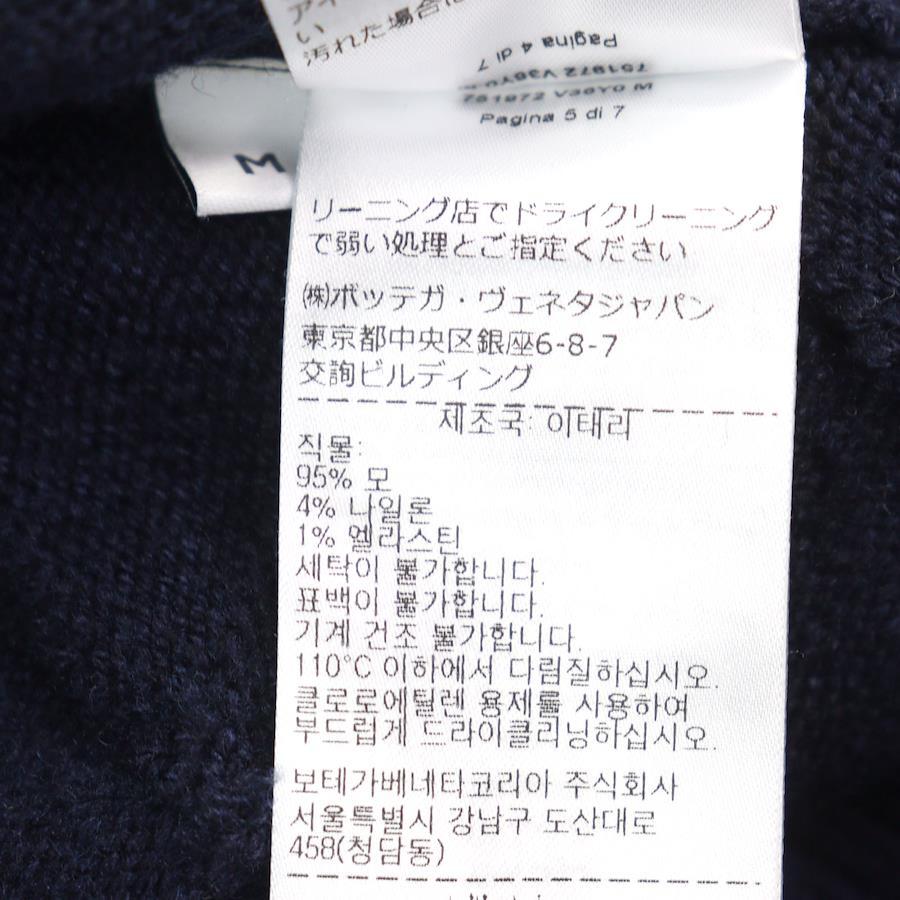 い
汚れた場合
Pagina 4 di 7
751972 V36Y0 M
751972 V36Y0 M
Pagina 5 di 7
M
リーニング店でドライクリーニング
で弱い処理とご指定ください
㈱ボッテガ・ヴェネタジャパン
東京都中央区銀座6-8-7
交詢ビルディング
제조국: 이태리
직물:
95% 모
4% 나일론
1% 엘라스틴
세탁이 불가합니다.
표백이 불가합니다.
기계 건조 불가합니다.
110°C 이하에서 다림질하십시오.
클로로에틸렌 용제를 사용하여
부드럽게 드라이클리닝하십시오.
보테가베네타코리아 주식회사
서울특별시 강남구 도산대로
458(청담동)